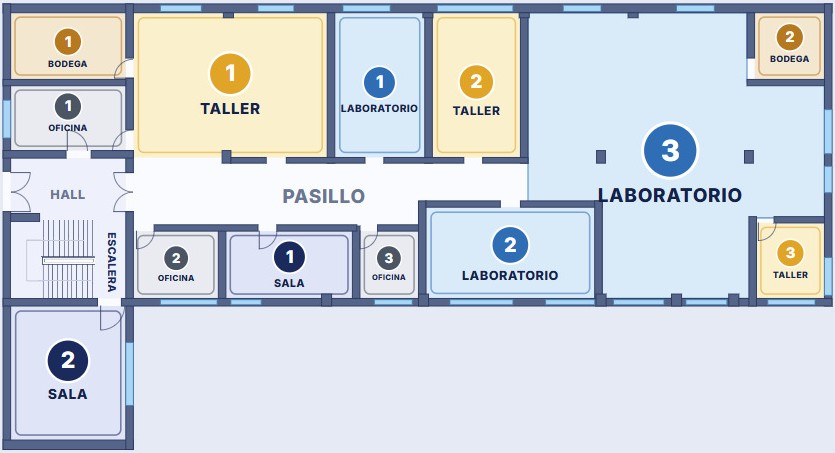 1
BODEGA
1
OFICINA
HALL
ESCALERA
2
SALA
1
TALLER
1
LABORATORIO
2
TALLER
PASILLO
2
OFICINA
1
SALA
3
OFICINA
2
LABORATORIO
3
LABORATORIO
2
BODEGA
3
TALLER